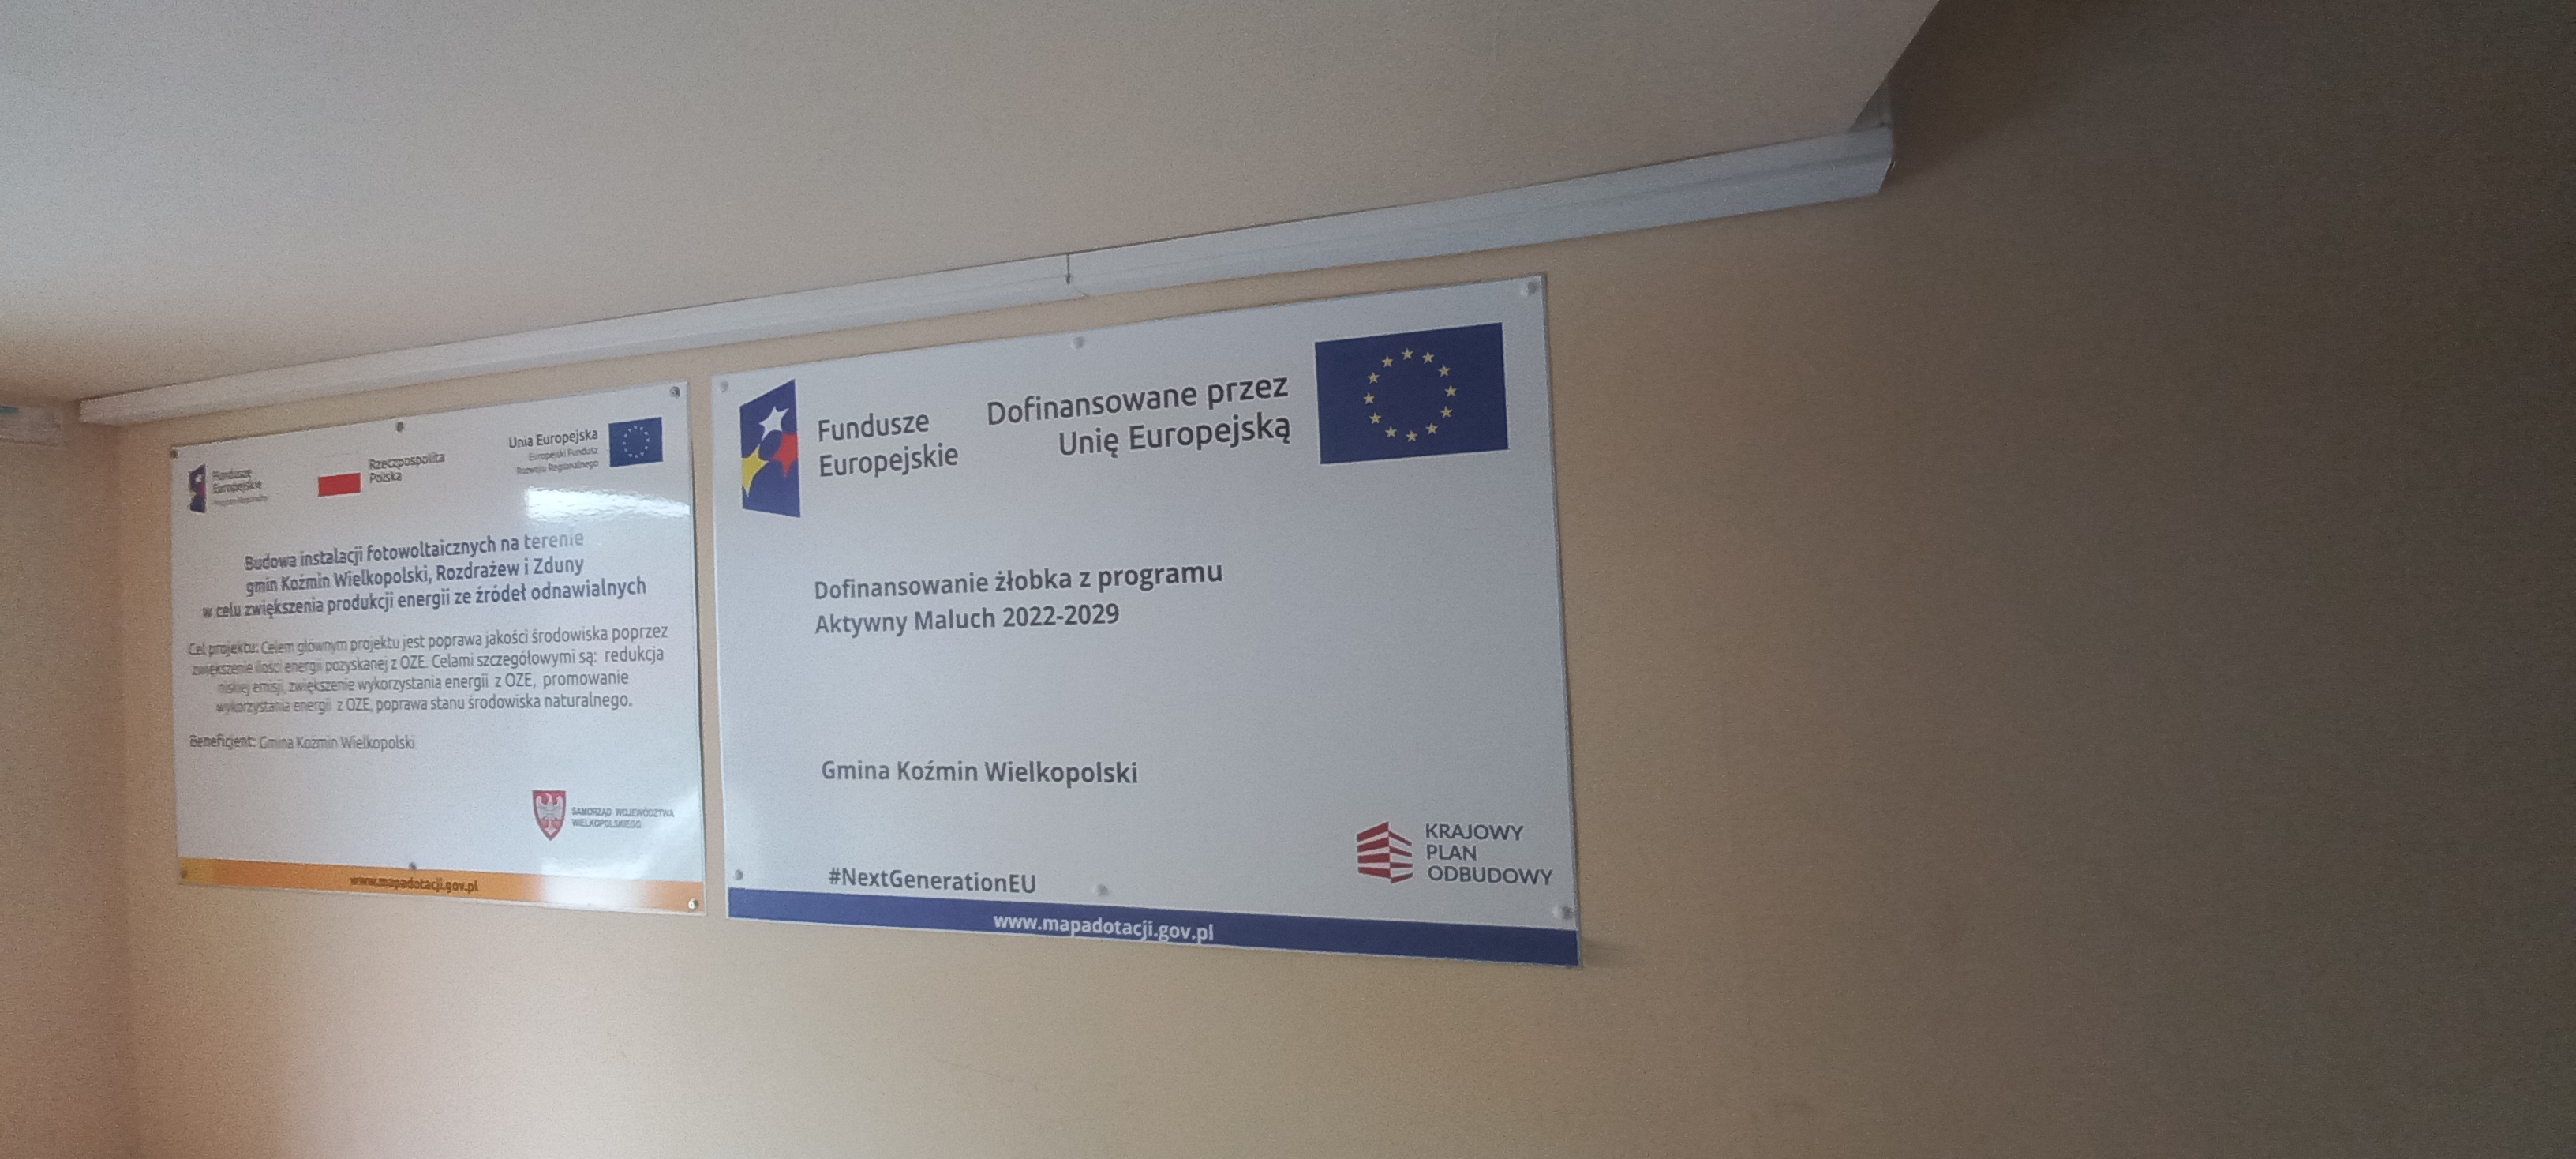 Fundusze
Europejskie
Program Regionalny
Rzeczpospolita
Polska
Unia Europejska
Europejski Fundusz
Rozwoju Regionalnego
Budowa instalacji fotowoltaicznych na terenie
gmin Koźmin Wielkopolski, Rozdrażew i Zduny
w celu zwiększenia produkcji energii ze źródeł odnawialnych
Cel projektu: Celem głównym projektu jest poprawa jakości środowiska poprzez
zwiększenie ilości energii pozyskanej z OZE. Celami szczegółowymi są: redukcja
niskiej emisji, zwiększenie wykorzystania energii z OZE, promowanie
wykorzystania energii z OZE, poprawa stanu środowiska naturalnego.
Beneficjent: Gmina Koźmin Wielkopolski
SAMORZĄD WOJEWÓDZTWA
WIELKOPOLSKIEGO
www.mapadotacji.gov.pl
6
Fundusze
Europejskie
Dofinansowane przez
Unię Europejską
Dofinansowanie żłobka z programu
Aktywny Maluch 2022-2029
Gmina Koźmin Wielkopolski
#NextGenerationEU
KRAJOWY
PLAN
ODBUDOWY
www.mapadotacji.gov.pl